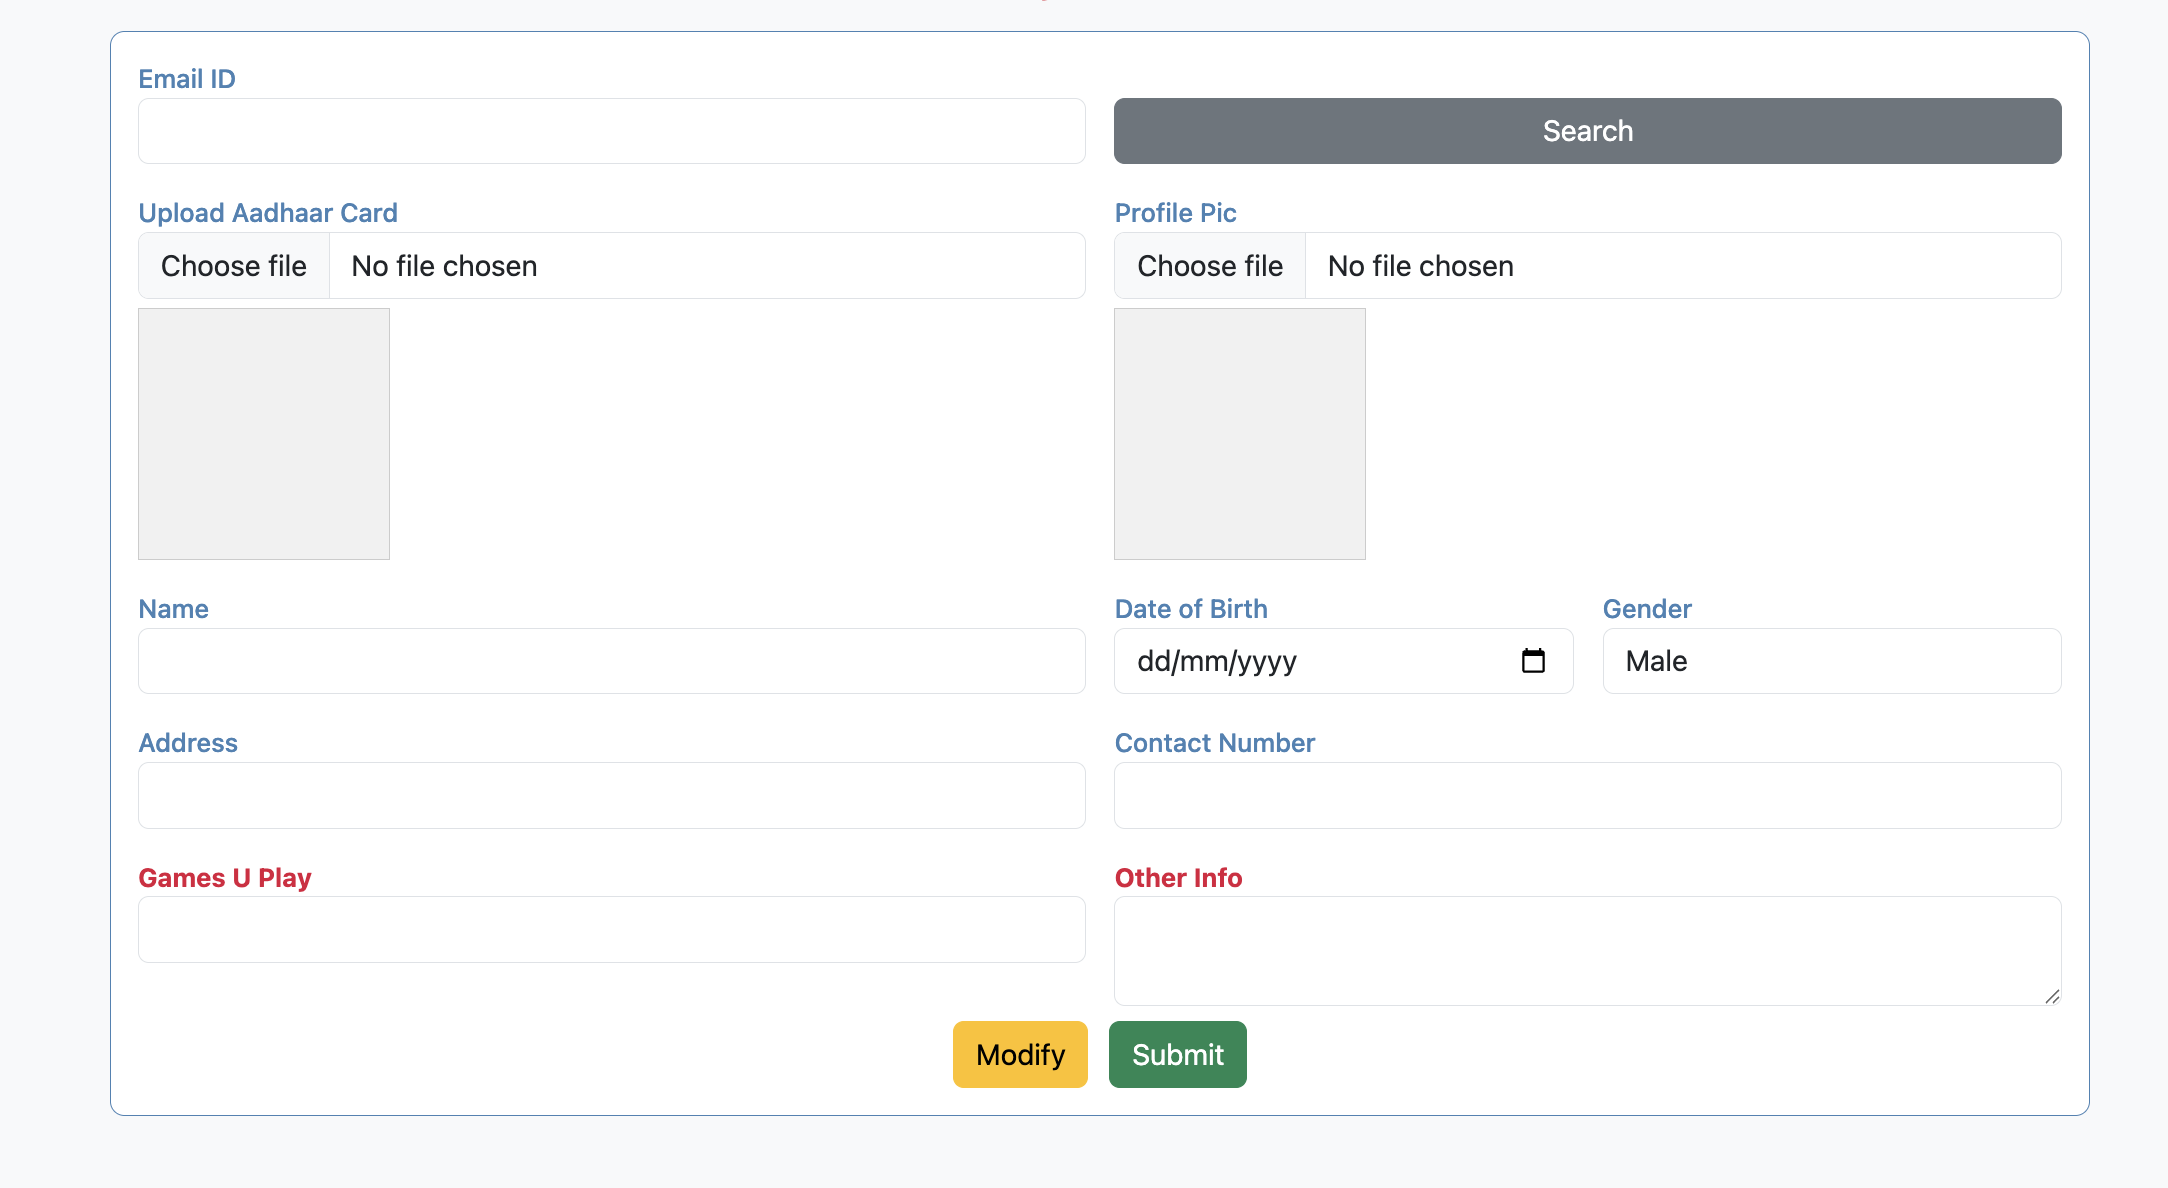 Email ID
Search
Upload Aadhaar Card
Profile Pic
Choose file No file chosen
Choose file No file chosen
Name
Date of Birth
Gender
dd/mm/yyyy
Male
Address
Contact Number
Games U Play
Other Info
Modify
Submit